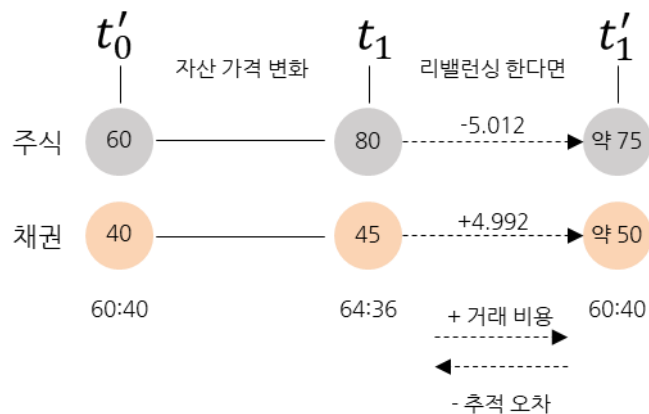 t′₀ t₁ t′₁
자산 가격 변화 리밸런싱 한다면
주식 60 80 -5.012 약 75
채권 40 45 +4.992 약 50
60:40 64:36 + 거래 비용 60:40
- 추적 오차